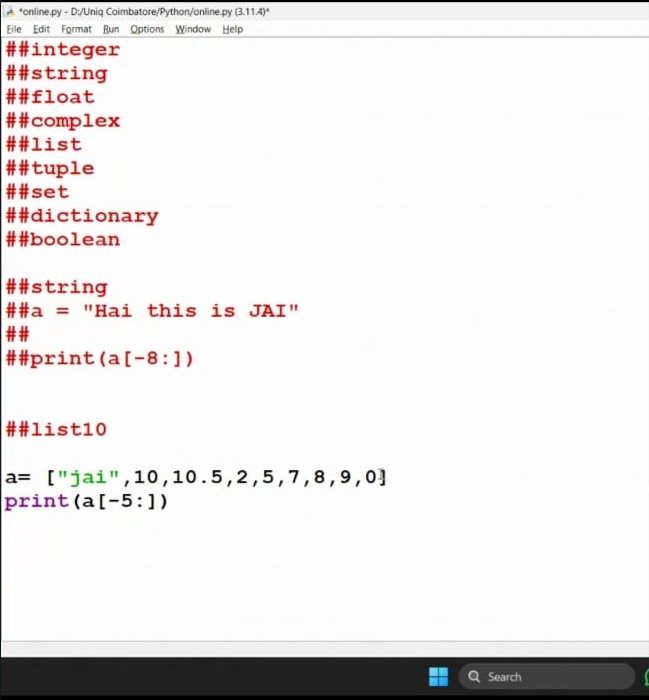 *online.py - D:/Uniq Coimbatore/Python/online.py (3.11.4)*
File Edit Format Run Options Window Help
##integer
##string
##float
##complex
##list
##tuple
##set
##dictionary
##boolean
##string
##a = "Hai this is JAI"
##
##print(a[-8:])
##list10
a= ["jai",10,10.5,2,5,7,8,9,0]
print(a[-5:])
Search